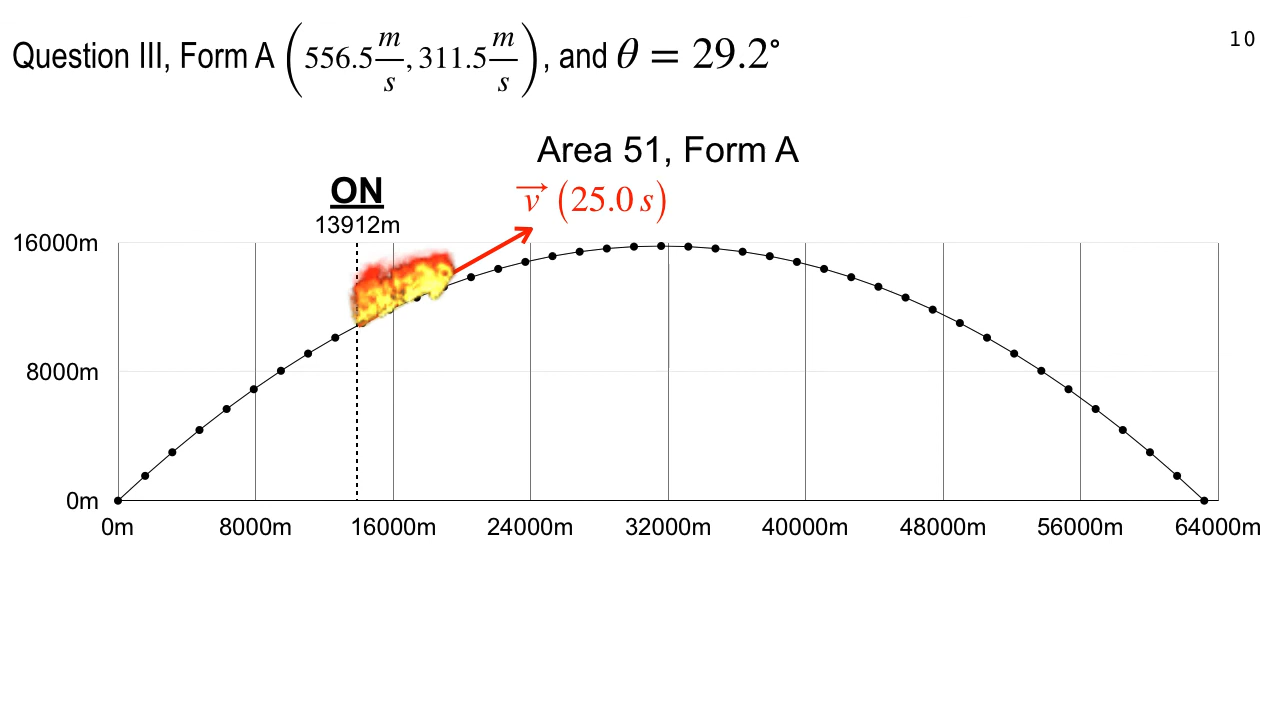 Question III, Form A (556.5 m/s, 311.5 m/s), and θ = 29.2°
10
Area 51, Form A
ON
13912m
v⃗ (25.0 s)
16000m
8000m
0m
0m 8000m 16000m 24000m 32000m 40000m 48000m 56000m 64000m